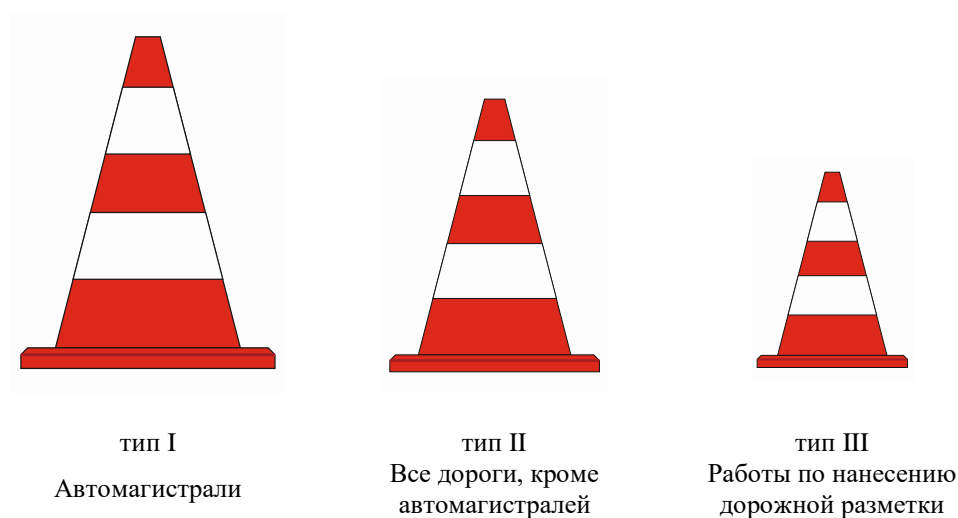 тип I
Автомагистрали
тип II
Все дороги, кроме
автомагистралей
тип III
Работы по нанесению
дорожной разметки